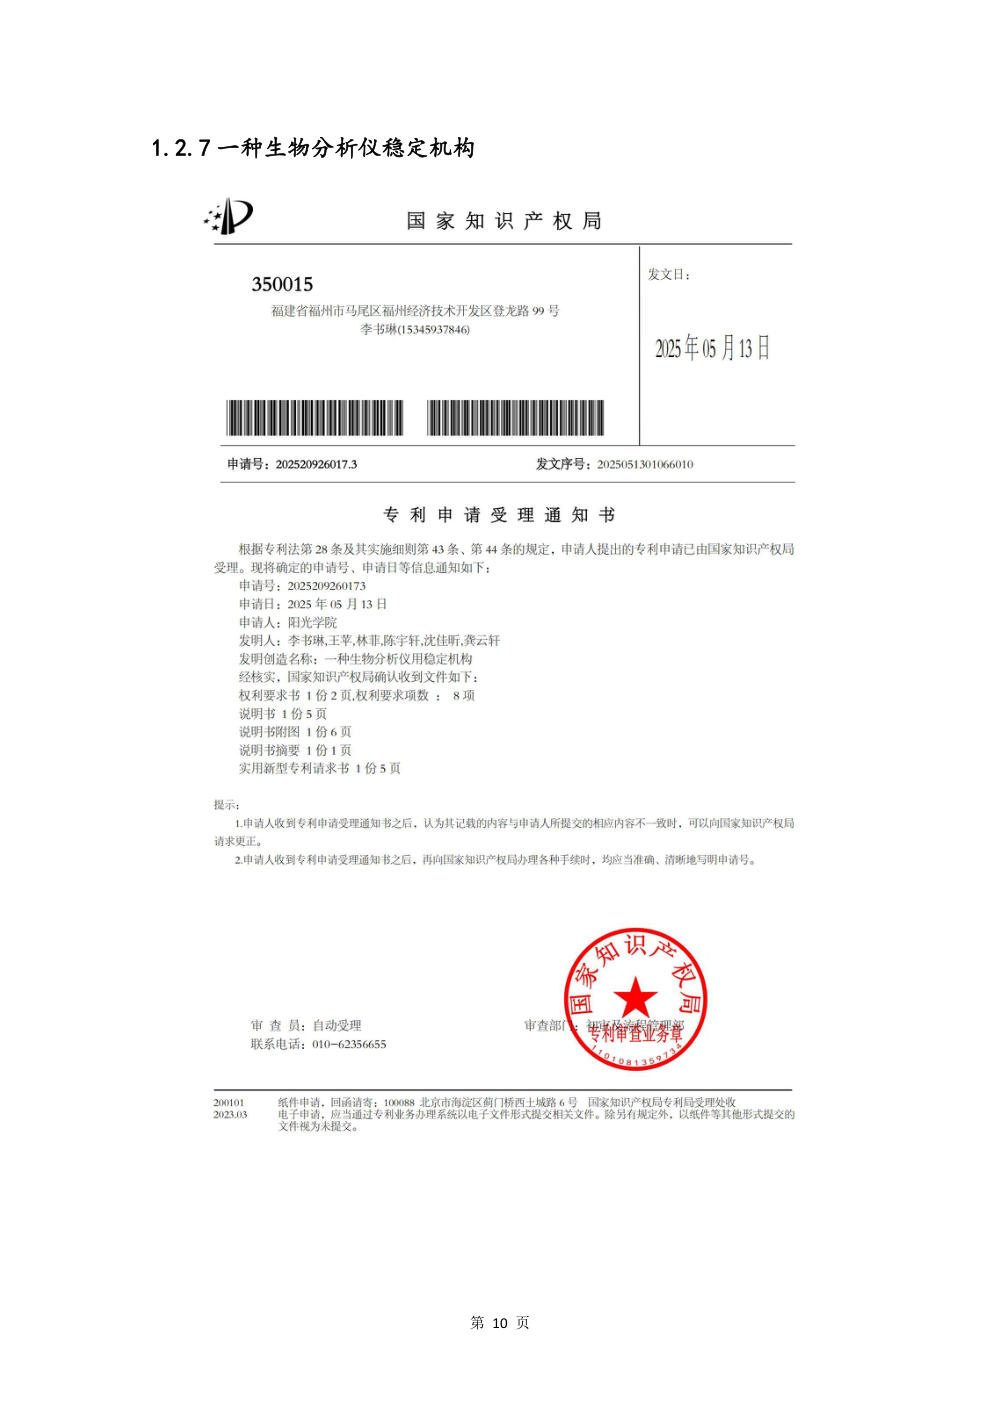 1.2.7一种生物分析仪稳定机构
国家知识产权局
350015
福建省福州市马尾区福州经济技术开发区登龙路 99 号
李书琳(15345937846)
发文日：
2025 年 05 月 13 日
申请号：202520926017.3
发文序号：2025051301066010
专利申请受理通知书
根据专利法第 28 条及其实施细则第 43 条、第 44 条的规定，申请人提出的专利申请已由国家知识产权局
受理。现将确定的申请号、申请日等信息通知如下：
申请号：2025209260173
申请日：2025 年 05 月 13 日
申请人：阳光学院
发明人：李书琳,王苹,林菲,陈宇轩,沈佳昕,龚云轩
发明创造名称：一种生物分析仪用稳定机构
经核实，国家知识产权局确认收到文件如下：
权利要求书 1 份 2 页,权利要求项数 ： 8 项
说明书 1 份 5 页
说明书附图 1 份 6 页
说明书摘要 1 份 1 页
实用新型专利请求书 1 份 5 页
提示：
1.申请人收到专利申请受理通知书之后，认为其记载的内容与申请人所提交的相应内容不一致时，可以向国家知识产权局
请求更正。
2.申请人收到专利申请受理通知书之后，再向国家知识产权局办理各种手续时，均应当准确、清晰地写明申请号。
国家知识产权局
审 查 员：自动受理
审查部门：初审及流程管理部
专利审查业务章
联系电话：010-62356655
1101081359734
200101 纸件申请，回函请寄：100088 北京市海淀区蓟门桥西土城路 6 号 国家知识产权局专利局受理处收
2023.03 电子申请，应当通过专利业务办理系统以电子文件形式提交相关文件。除另有规定外，以纸件等其他形式提交的
文件视为未提交。
第 10 页